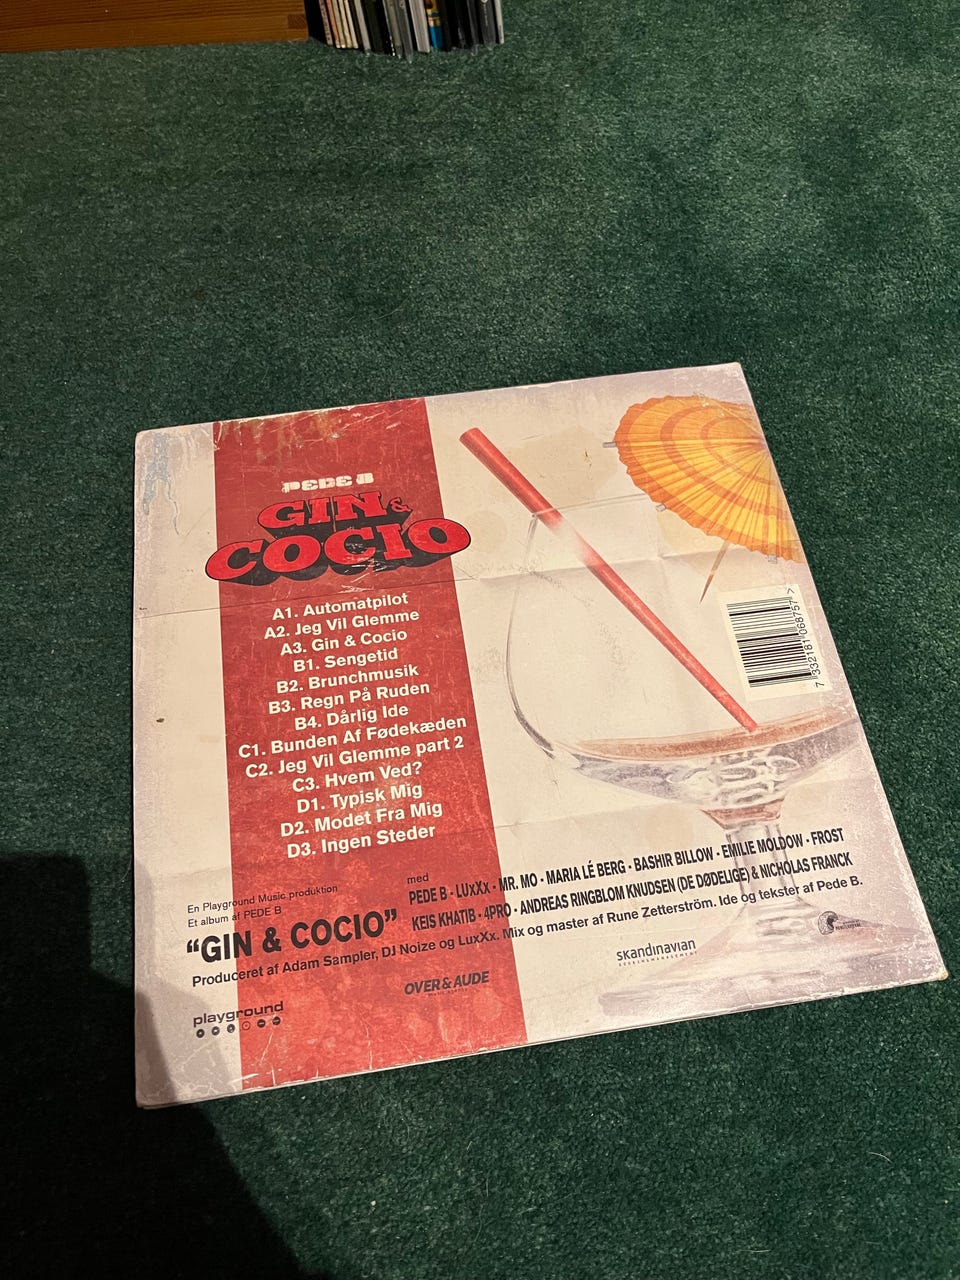 PEDE B
GIN &
COCIO
A1. Automatpilot
A2. Jeg Vil Glemme
A3. Gin & Cocio
B1. Sengetid
B2. Brunchmusik
B3. Regn På Ruden
B4. Dårlig Ide
C1. Bunden Af Fødekæden
C2. Jeg Vil Glemme part 2
C3. Hvem Ved?
D1. Typisk Mig
D2. Modet Fra Mig
D3. Ingen Steder
7 332181 068757 >
En Playground Music produktion
Et album af PEDE B
"GIN & COCIO"
med
PEDE B - LUxXx - MR. MO - MARIA LÉ BERG - BASHIR BILLOW - EMILIE MOLDOW - FROST
KEIS KHATIB - 4PRO - ANDREAS RINGBLOM KNUDSEN (DE DØDELIGE) & NICHOLAS FRANCK
Produceret af Adam Sampler, DJ Noize og LuxXx. Mix og master af Rune Zetterström. Ide og tekster af Pede B.
playground
OVER & AUDE
skandinavian
BOOKING MANAGEMENT